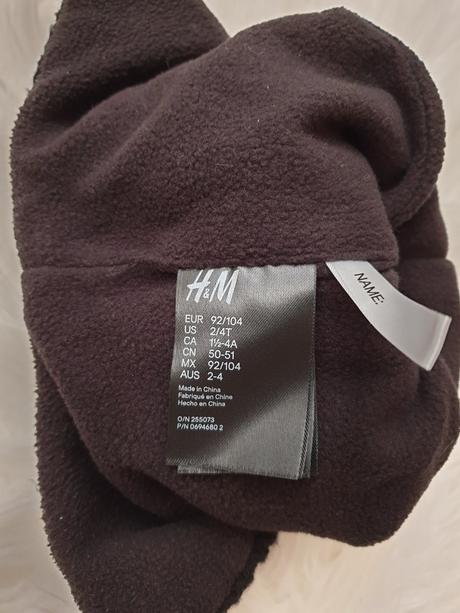 H&M
EUR 92/104
US 2/4T
CA 1½-4A
CN 50-51
MX 92/104
AUS 2-4
Made in China
Fabriqué en Chine
Hecho en China
O/N 255073
P/N 0694680 2
NAME: